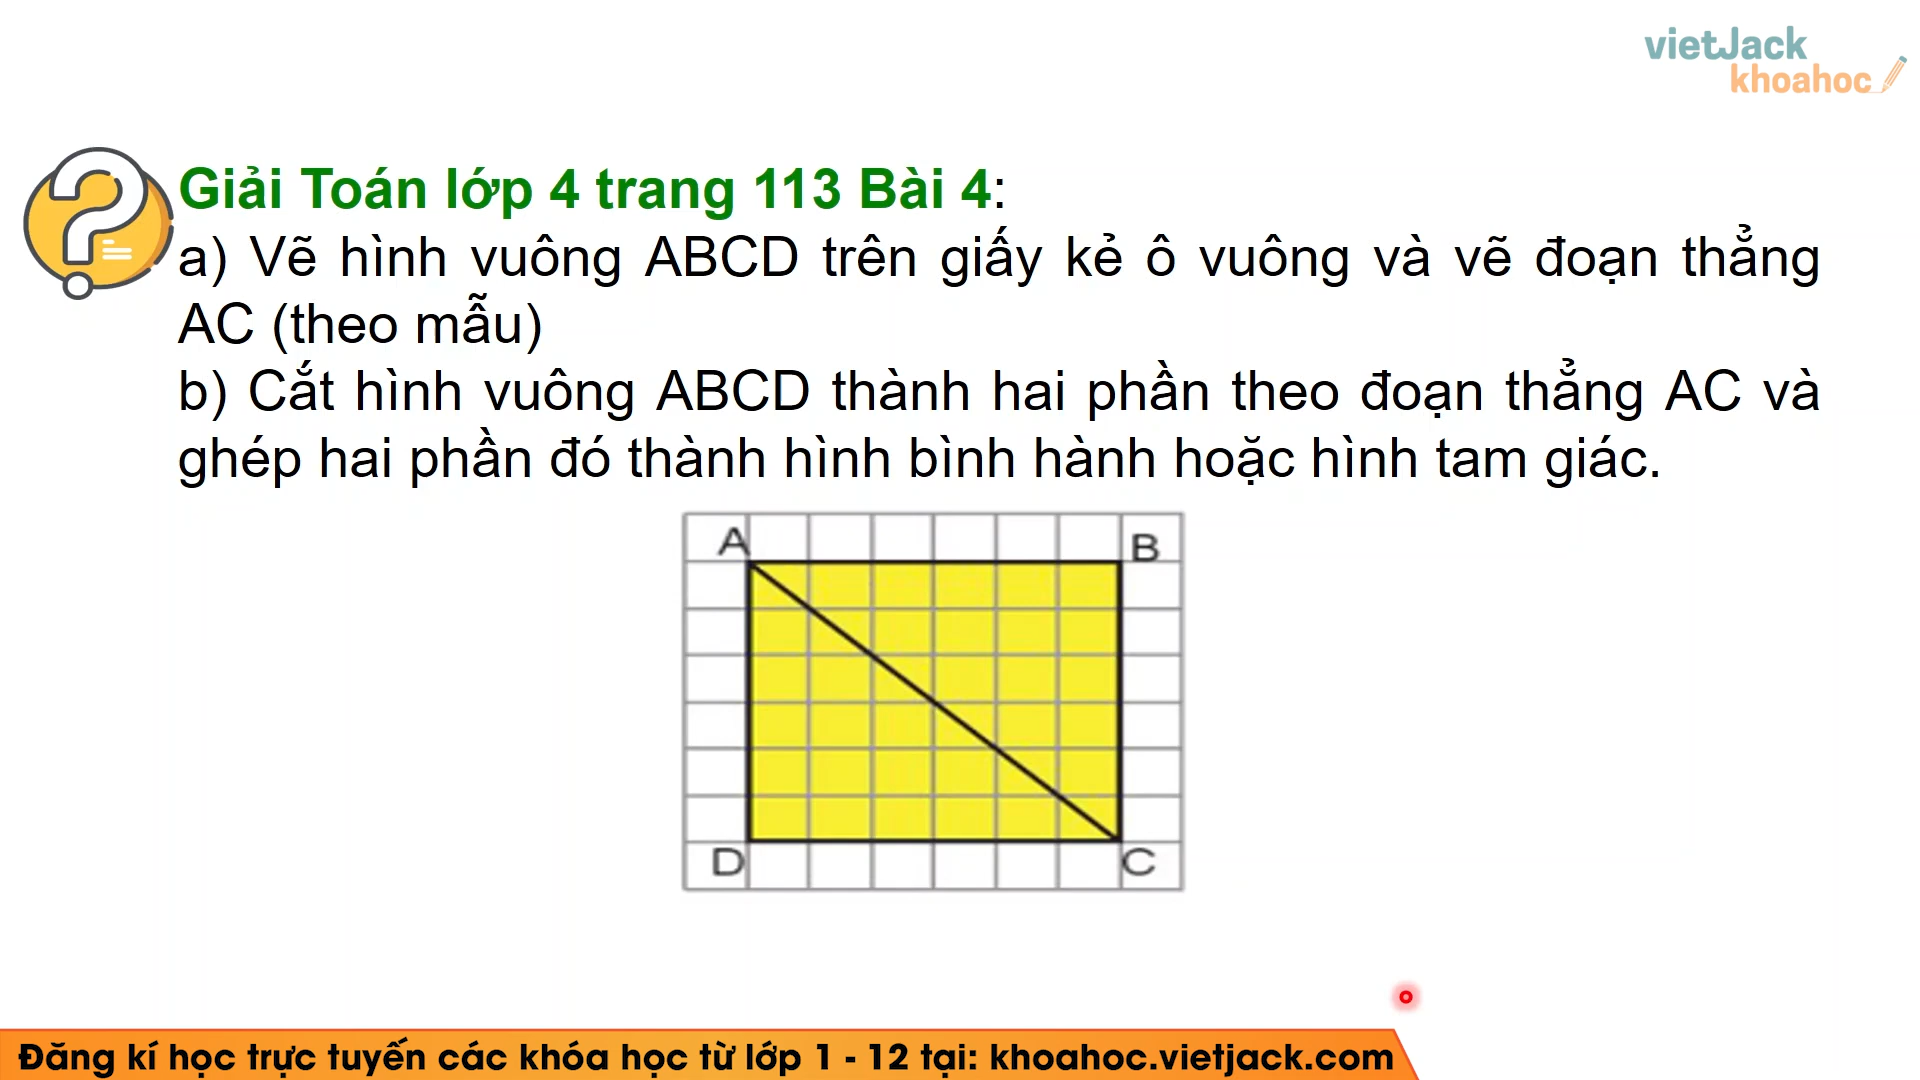 vietJack
khoahoc
Giải Toán lớp 4 trang 113 Bài 4:
a) Vẽ hình vuông ABCD trên giấy kẻ ô vuông và vẽ đoạn thẳng
AC (theo mẫu)
b) Cắt hình vuông ABCD thành hai phần theo đoạn thẳng AC và
ghép hai phần đó thành hình bình hành hoặc hình tam giác.
A
B
D
C
Đăng kí học trực tuyến các khóa học từ lớp 1 - 12 tại: khoahoc.vietjack.com